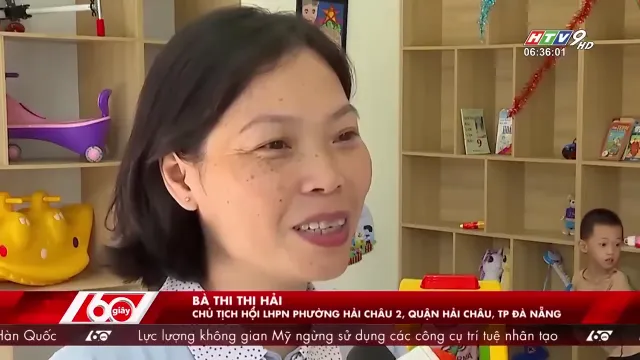 HTV9 HD
06:36:01
60 giây
BÀ THI THỊ HẢI
CHỦ TỊCH HỘI LHPN PHƯỜNG HẢI CHÂU 2, QUẬN HẢI CHÂU, TP ĐÀ NẴNG
Hàn Quốc
Lực lượng không gian Mỹ ngừng sử dụng các công cụ trí tuệ nhân tạo
60 giây